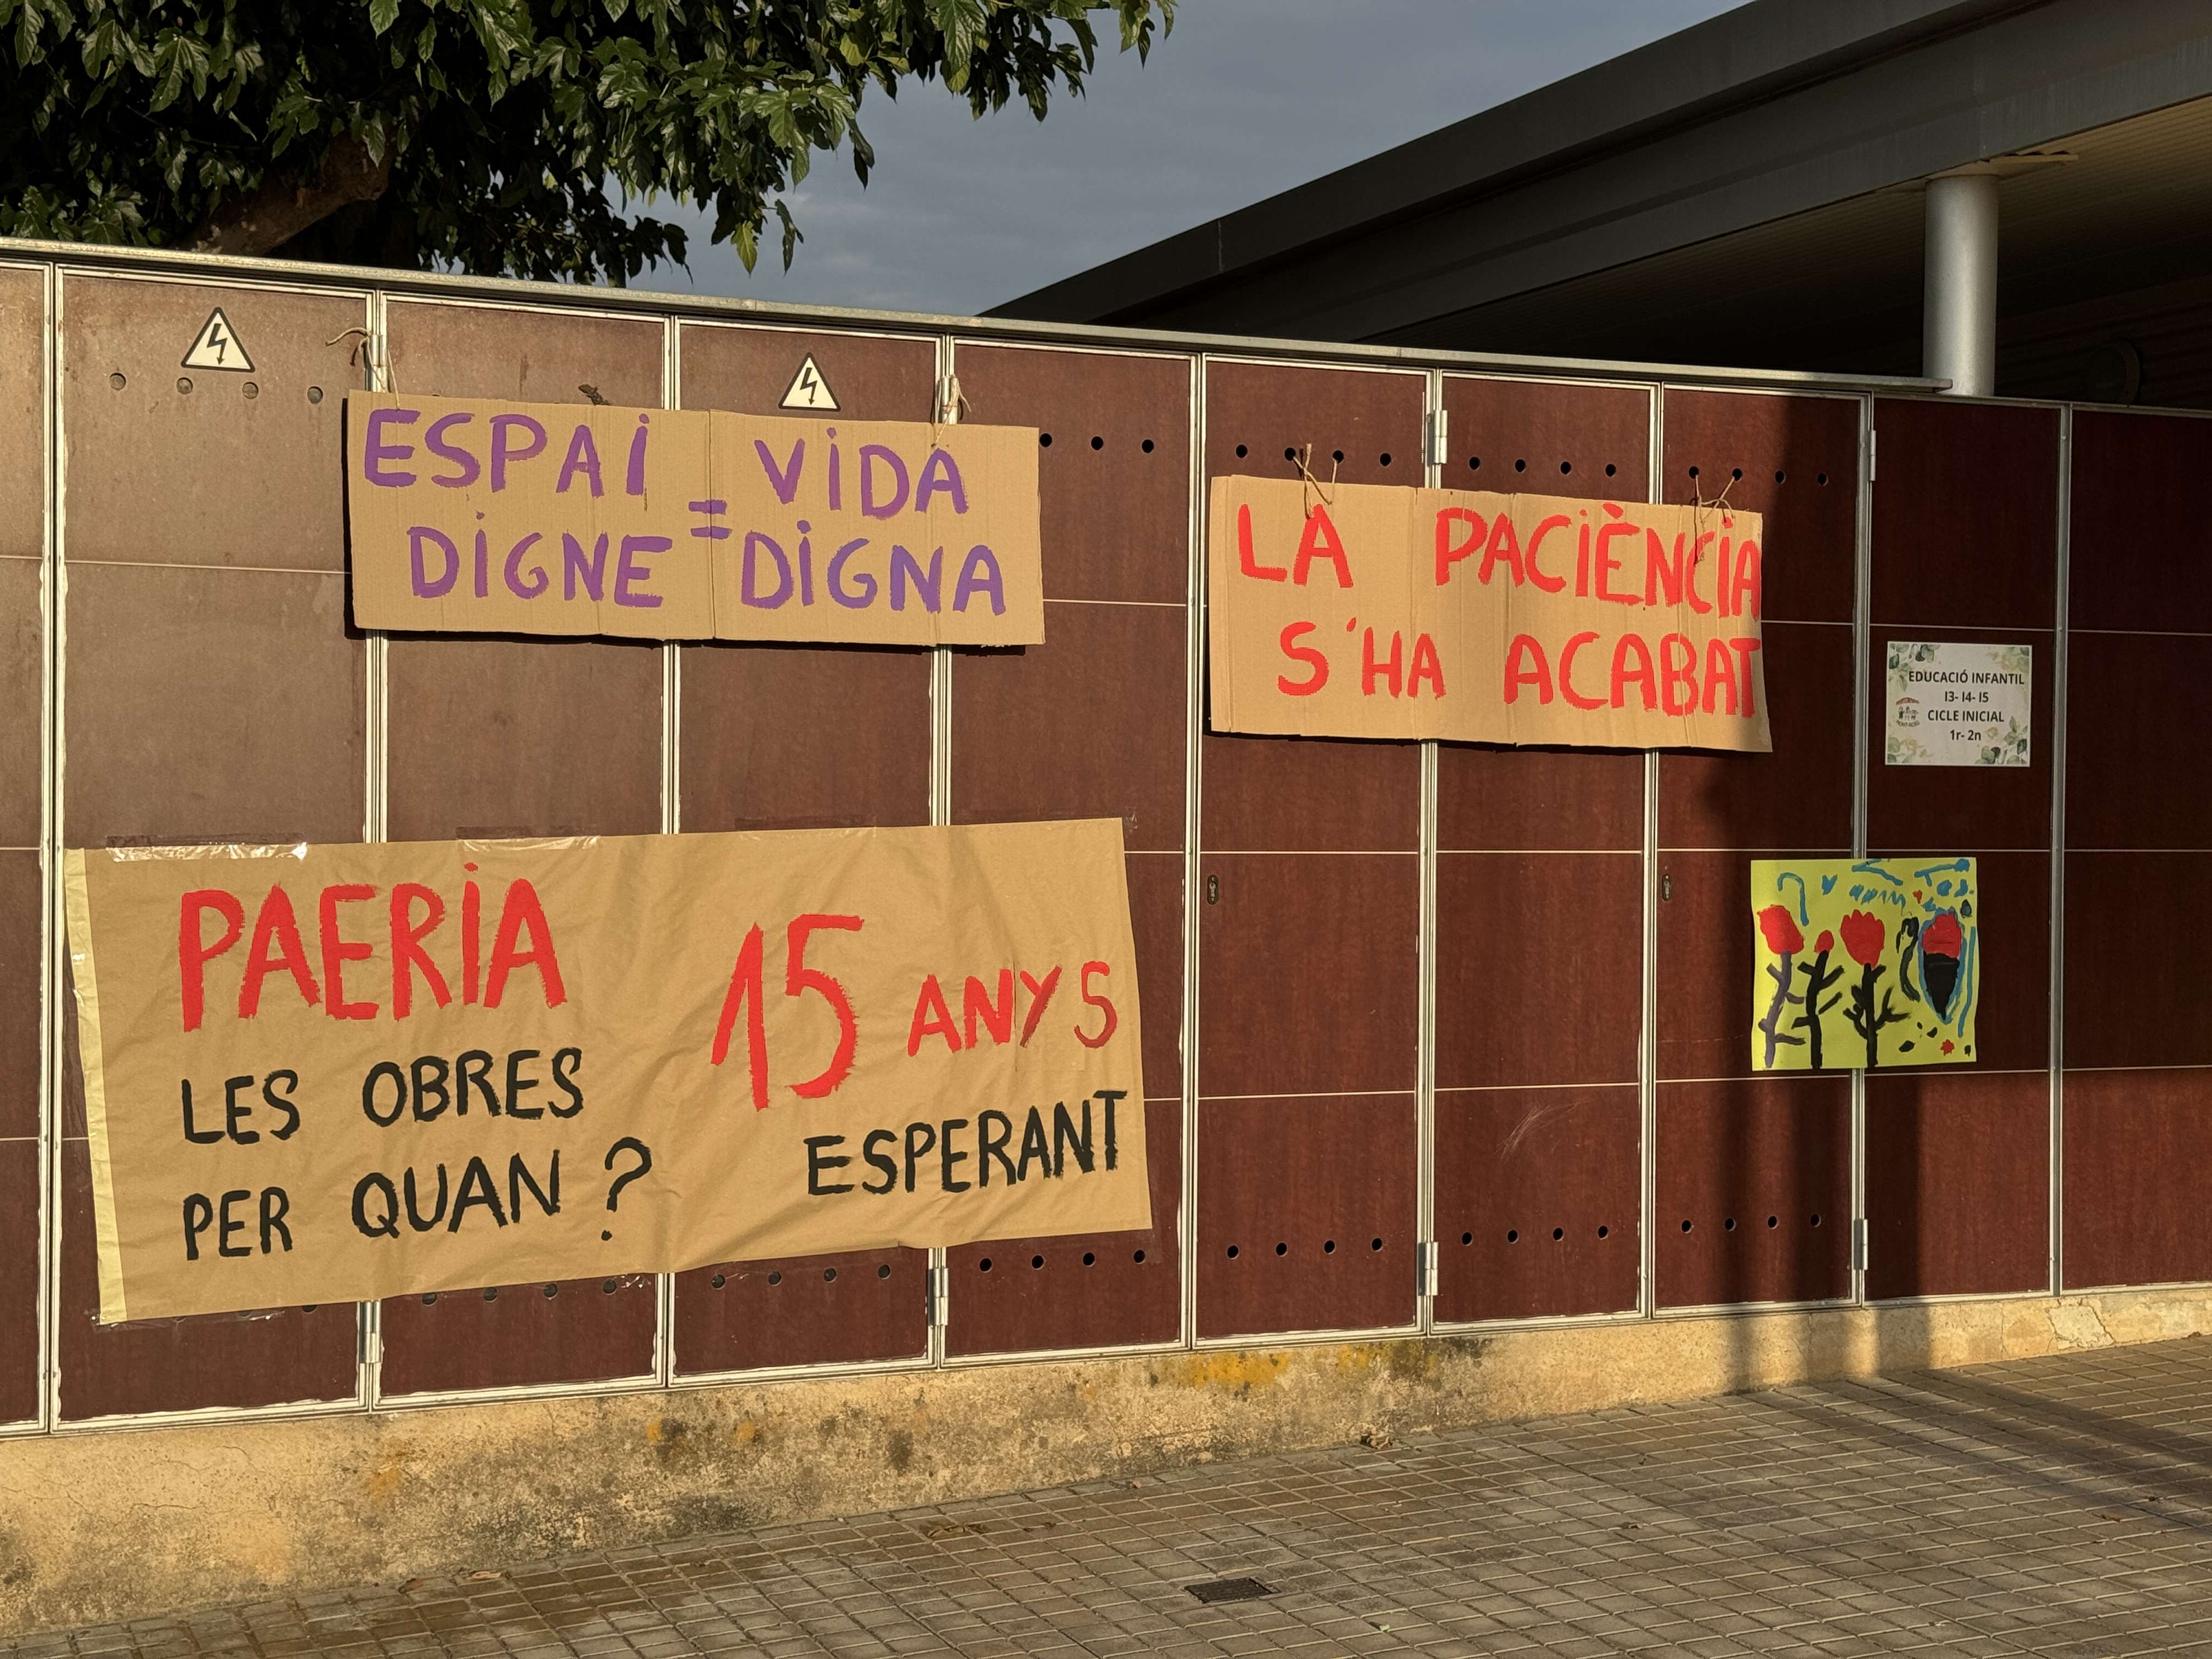 ESPAI
DIGNE
=
VIDA
DIGNA
LA PACIÈNCIA
S'HA ACABAT
EDUCACIÓ INFANTIL
I3- I4- I5
CICLE INICIAL
1r- 2n
PAERIA
LES OBRES
PER QUAN ?
15 ANYS
ESPERANT